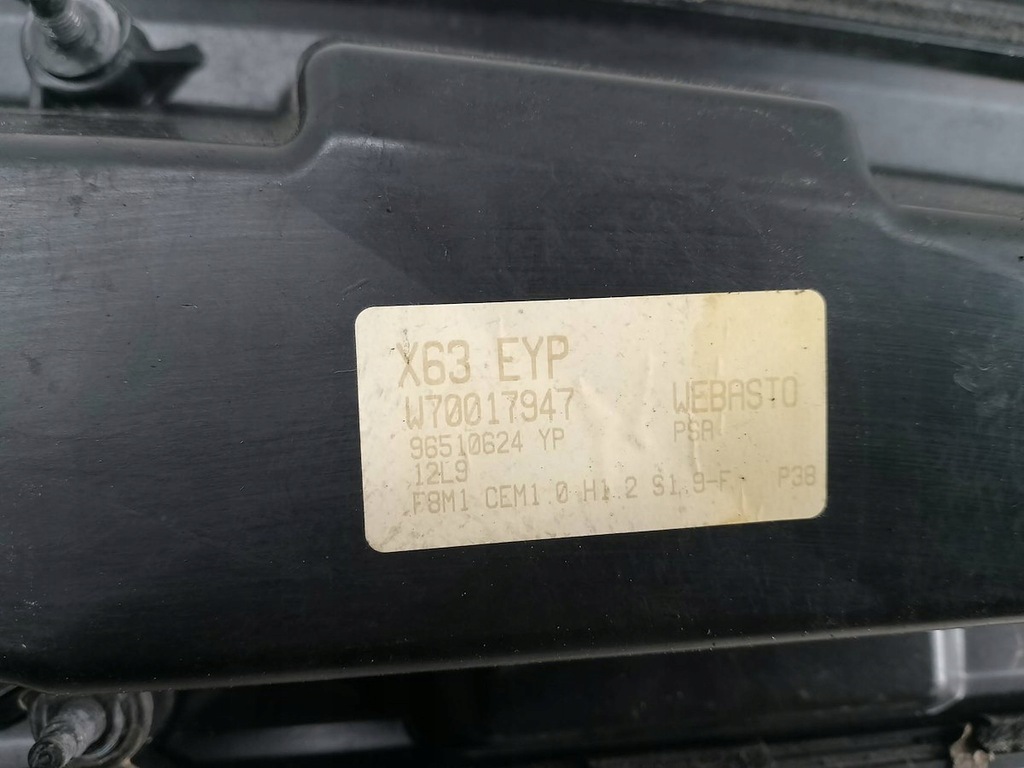 X63 EYP
W70017947 WEBASTO
96510624 YP PSA
12L9
F8M1 CEM1.0 H1.2 S1.9-F P38